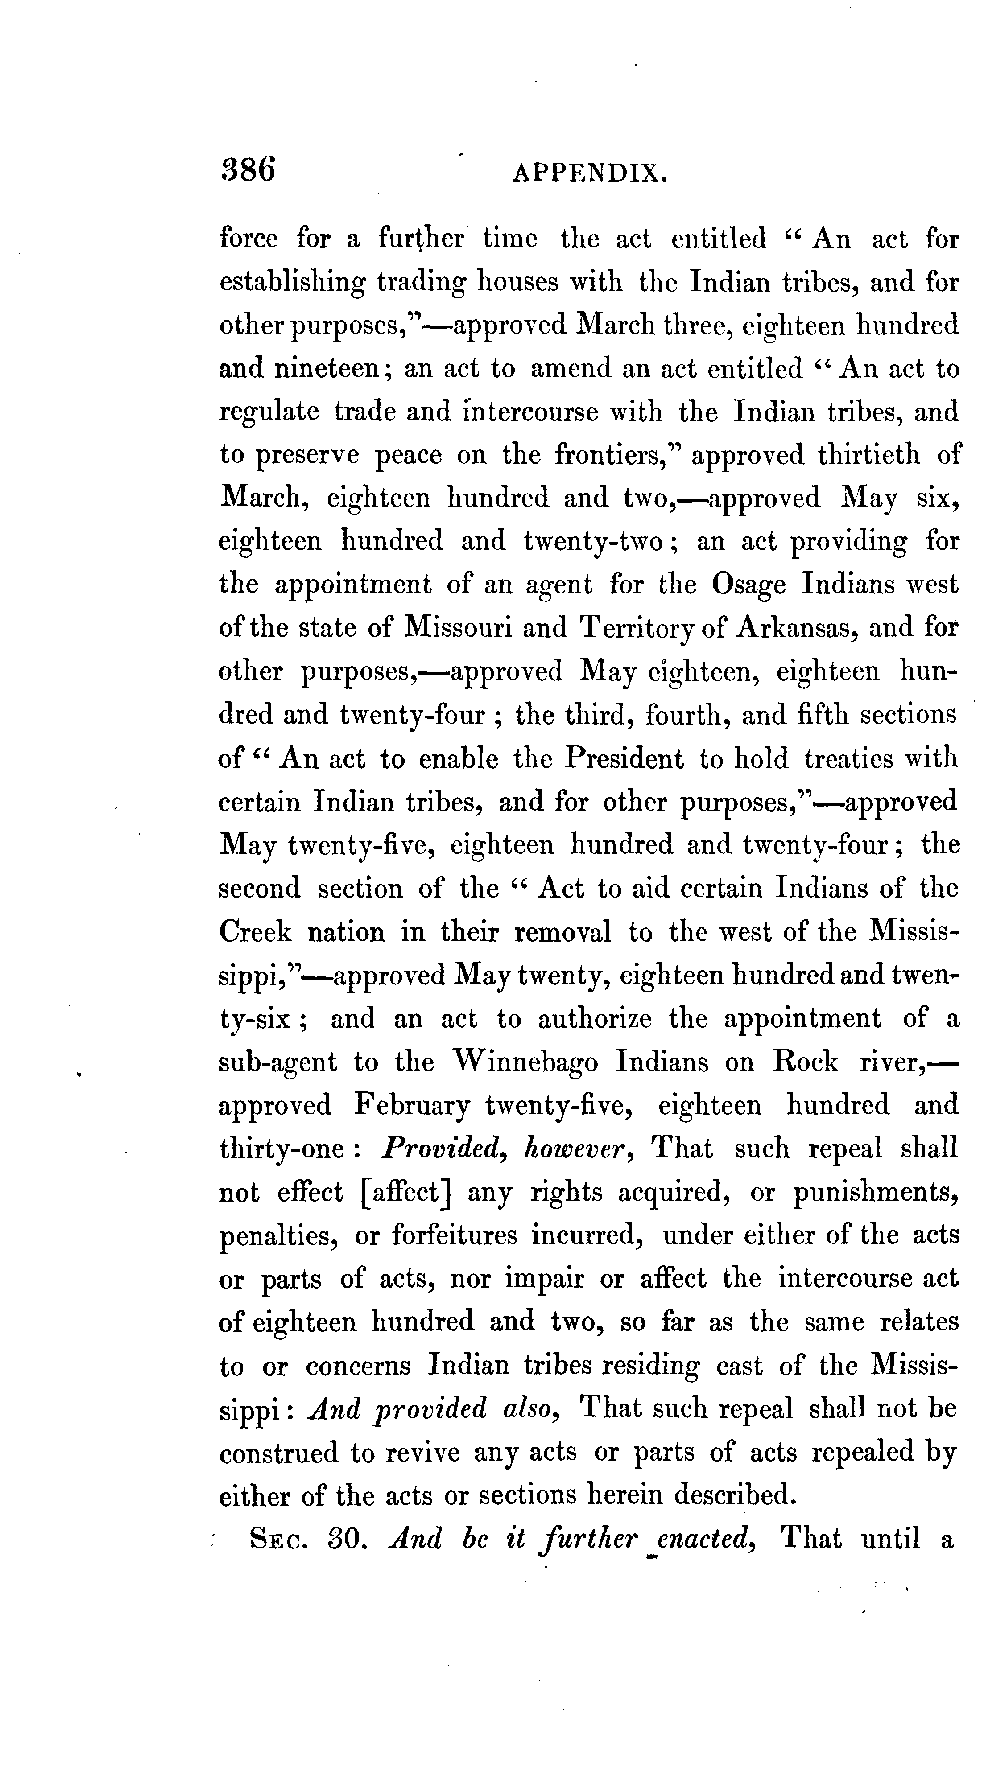 386 APPENDIX.
force for a further time the act entitled “ An act for
establishing trading houses with the Indian tribes, and for
other purposes,”—approved March three, eighteen hundred
and nineteen; an act to amend an act entitled “ An act to
regulate trade and intercourse with the Indian tribes, and
to preserve peace on the frontiers,” approved thirtieth of
March, eighteen hundred and two,—approved May six,
eighteen hundred and twenty-two ; an act providing for
the appointment of an agent for the Osage Indians west
of the state of Missouri and Territory of Arkansas, and for
other purposes,—approved May eighteen, eighteen hun-
dred and twenty-four ; the third, fourth, and fifth sections
of “ An act to enable the President to hold treaties with
certain Indian tribes, and for other purposes,”—approved
May twenty-five, eighteen hundred and twenty-four ; the
second section of the “ Act to aid certain Indians of the
Creek nation in their removal to the west of the Missis-
sippi,”—approved May twenty, eighteen hundred and twen-
ty-six ; and an act to authorize the appointment of a
sub-agent to the Winnebago Indians on Rock river,—
approved February twenty-five, eighteen hundred and
thirty-one : Provided, however, That such repeal shall
not effect [affect] any rights acquired, or punishments,
penalties, or forfeitures incurred, under either of the acts
or parts of acts, nor impair or affect the intercourse act
of eighteen hundred and two, so far as the same relates
to or concerns Indian tribes residing east of the Missis-
sippi : And provided also, That such repeal shall not be
construed to revive any acts or parts of acts repealed by
either of the acts or sections herein described.
SEC. 30. And be it further enacted, That until a